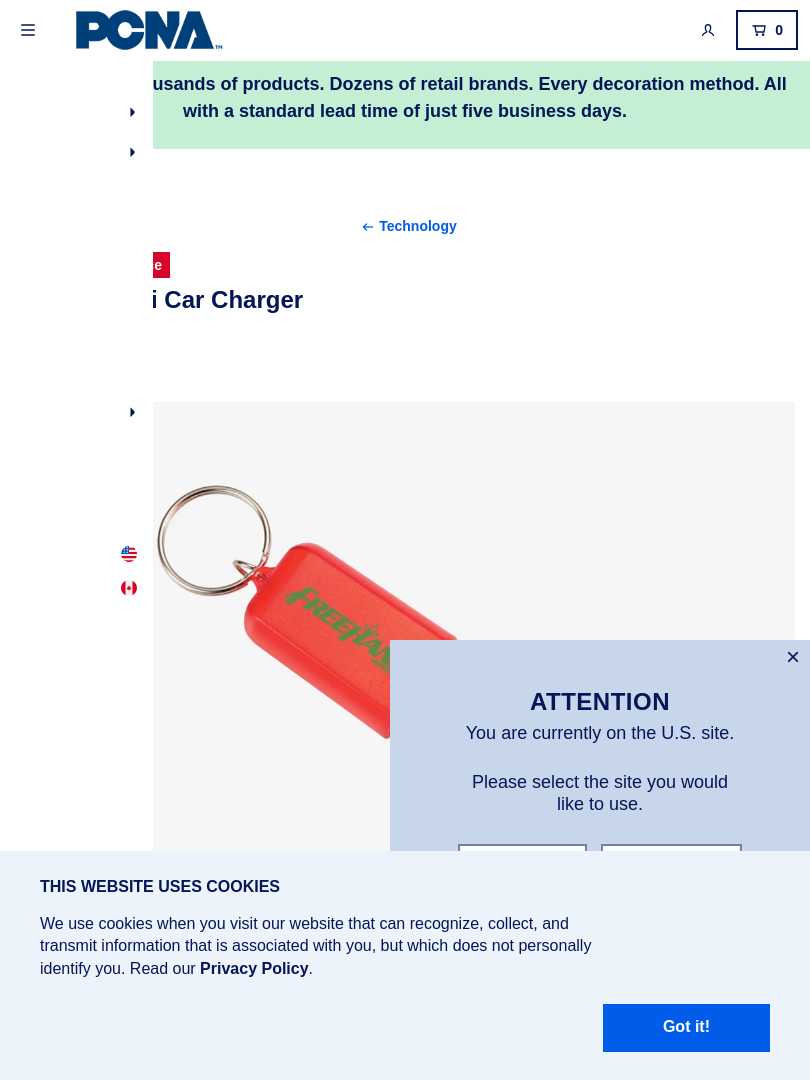 PCNA
TM
0
usands of products. Dozens of retail brands. Every decoration method. All
with a standard lead time of just five business days.
Technology
e
i Car Charger
ATTENTION
You are currently on the U.S. site.
Please select the site you would
like to use.
THIS WEBSITE USES COOKIES
We use cookies when you visit our website that can recognize, collect, and
transmit information that is associated with you, but which does not personally
identify you. Read our Privacy Policy.
Got it!